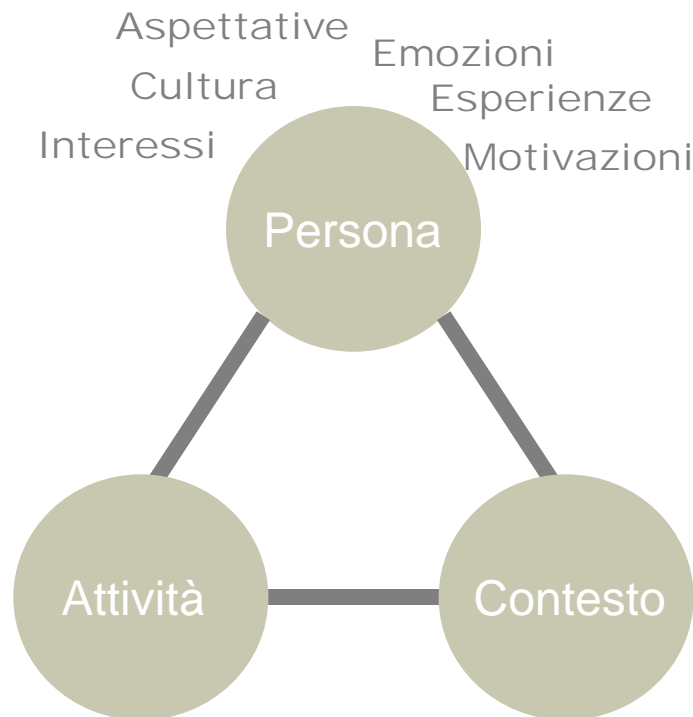 Aspettative
Emozioni
Cultura
Esperienze
Interessi
Motivazioni
Persona
Attività
Contesto